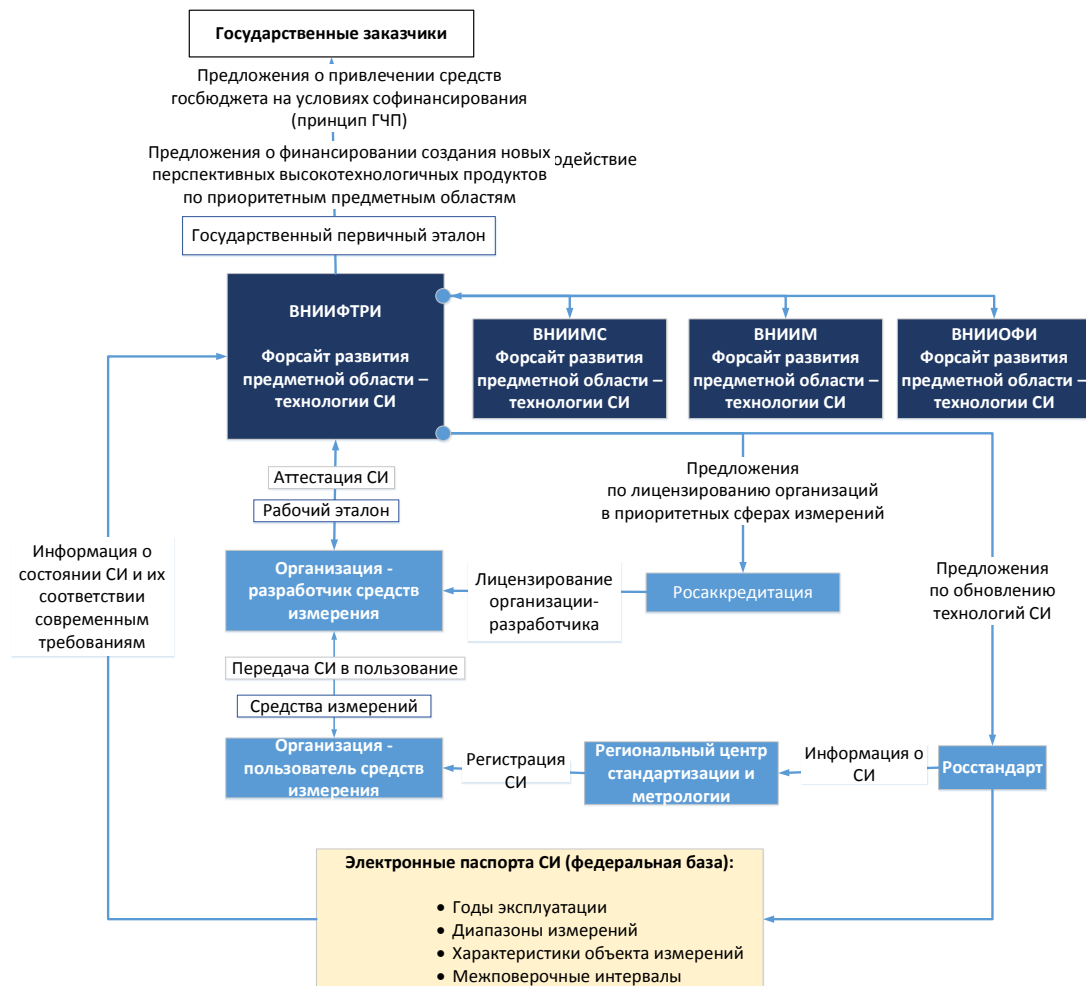 Государственные заказчики
Предложения о привлечении средств
госбюджета на условиях софинансирования
(принцип ГЧП)
Предложения о финансировании создания новых
одействие
перспективных высокотехнологичных продуктов
по приоритетным предметным областям
Государственный первичный эталон
ВНИИФТРИ
Форсайт развития
предметной области –
технологии СИ
ВНИИМС
Форсайт развития
предметной области –
технологии СИ
ВНИИМ
Форсайт развития
предметной области –
технологии СИ
ВНИИОФИ
Форсайт развития
предметной области –
технологии СИ
Аттестация СИ
Рабочий эталон
Предложения
по лицензированию организаций
в приоритетных сферах измерений
Информация о
состоянии СИ и их
соответствии
современным
требованиям
Организация -
разработчик средств
измерения
Лицензирование
организации-
разработчика
Росаккредитация
Предложения
по обновлению
технологий СИ
Передача СИ в пользование
Средства измерений
Организация -
пользователь средств
измерения
Регистрация
СИ
Региональный центр
стандартизации и
метрологии
Информация о
СИ
Росстандарт
Электронные паспорта СИ (федеральная база):
• Годы эксплуатации
• Диапазоны измерений
• Характеристики объекта измерений
• Межповерочные интервалы